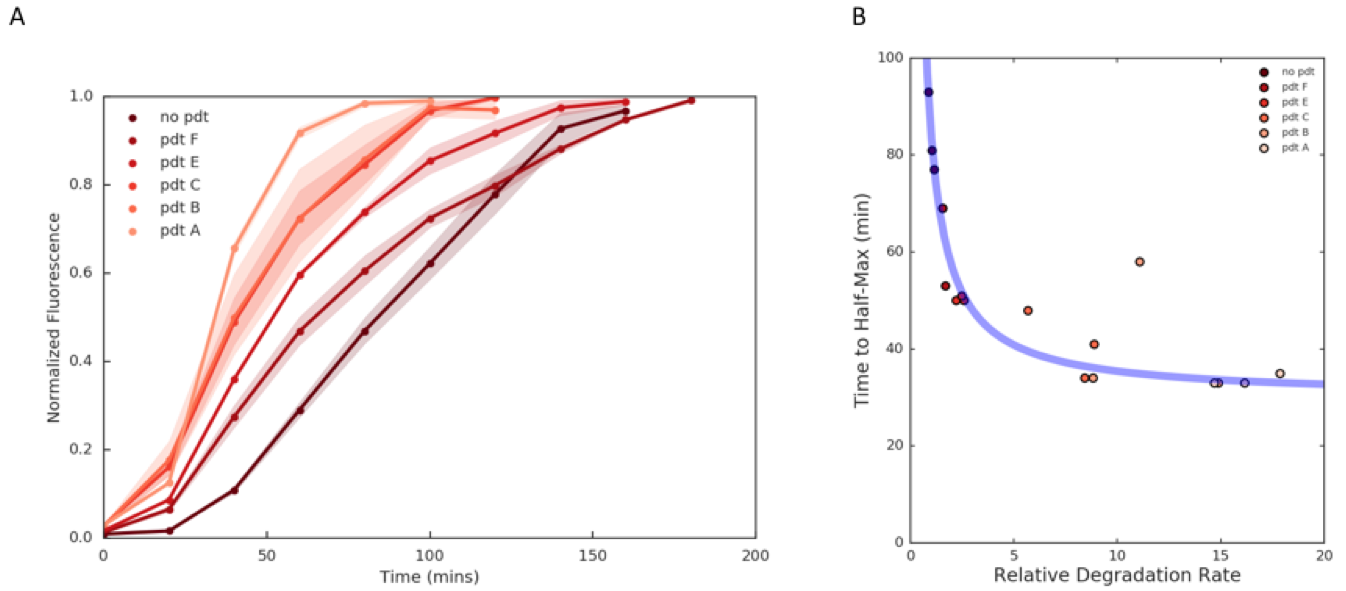 A
B
1.0
0.8
0.6
0.4
0.2
0.0
Normalized Fluorescence
no pdt
pdt F
pdt E
pdt C
pdt B
pdt A
0
50
100
150
200
Time (mins)
100
80
60
40
20
0
Time to Half-Max (min)
no pdt
pdt F
pdt E
pdt C
pdt B
pdt A
0
5
10
15
20
Relative Degradation Rate